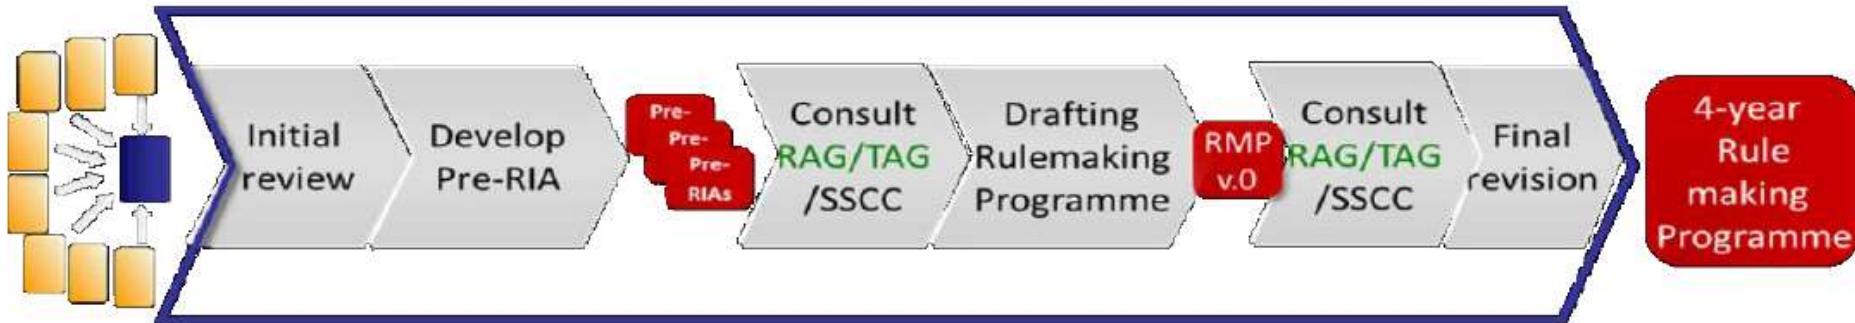 Initial
review
Develop
Pre-RIA
Pre-
Pre-
Pre-
RIAs
Consult
RAG/TAG
/SSCC
Drafting
Rulemaking
Programme
RMP
v.0
Consult
RAG/TAG
/SSCC
Final
revision
4-year
Rule
making
Programme